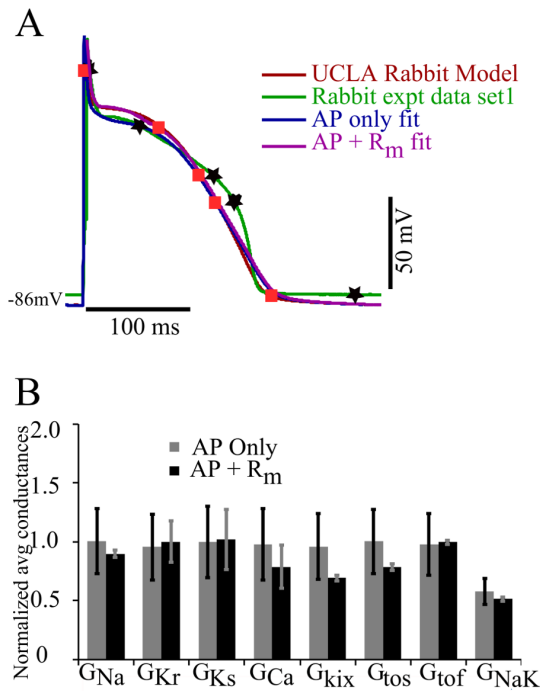 A
UCLA Rabbit Model
Rabbit expt data set1
AP only fit
AP + Rm fit
50 mV
-86mV
100 ms
B
Normalized avg conductances
2.0
1.5
1.0
0.5
0
AP Only
AP + Rm
GNa GKr GKs GCa Gkix Gtos Gtof GNaK